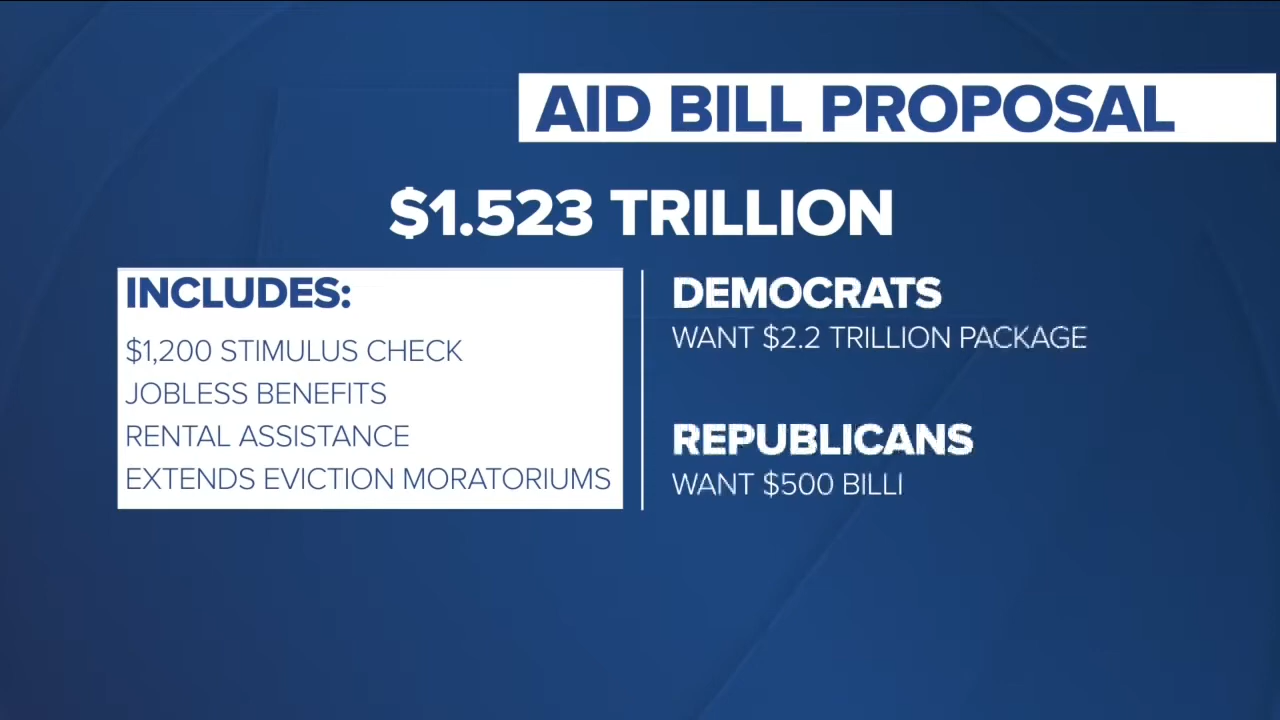 AID BILL PROPOSAL
$1.523 TRILLION
INCLUDES:
$1,200 STIMULUS CHECK
JOBLESS BENEFITS
RENTAL ASSISTANCE
EXTENDS EVICTION MORATORIUMS
DEMOCRATS
WANT $2.2 TRILLION PACKAGE
REPUBLICANS
WANT $500 BILLI